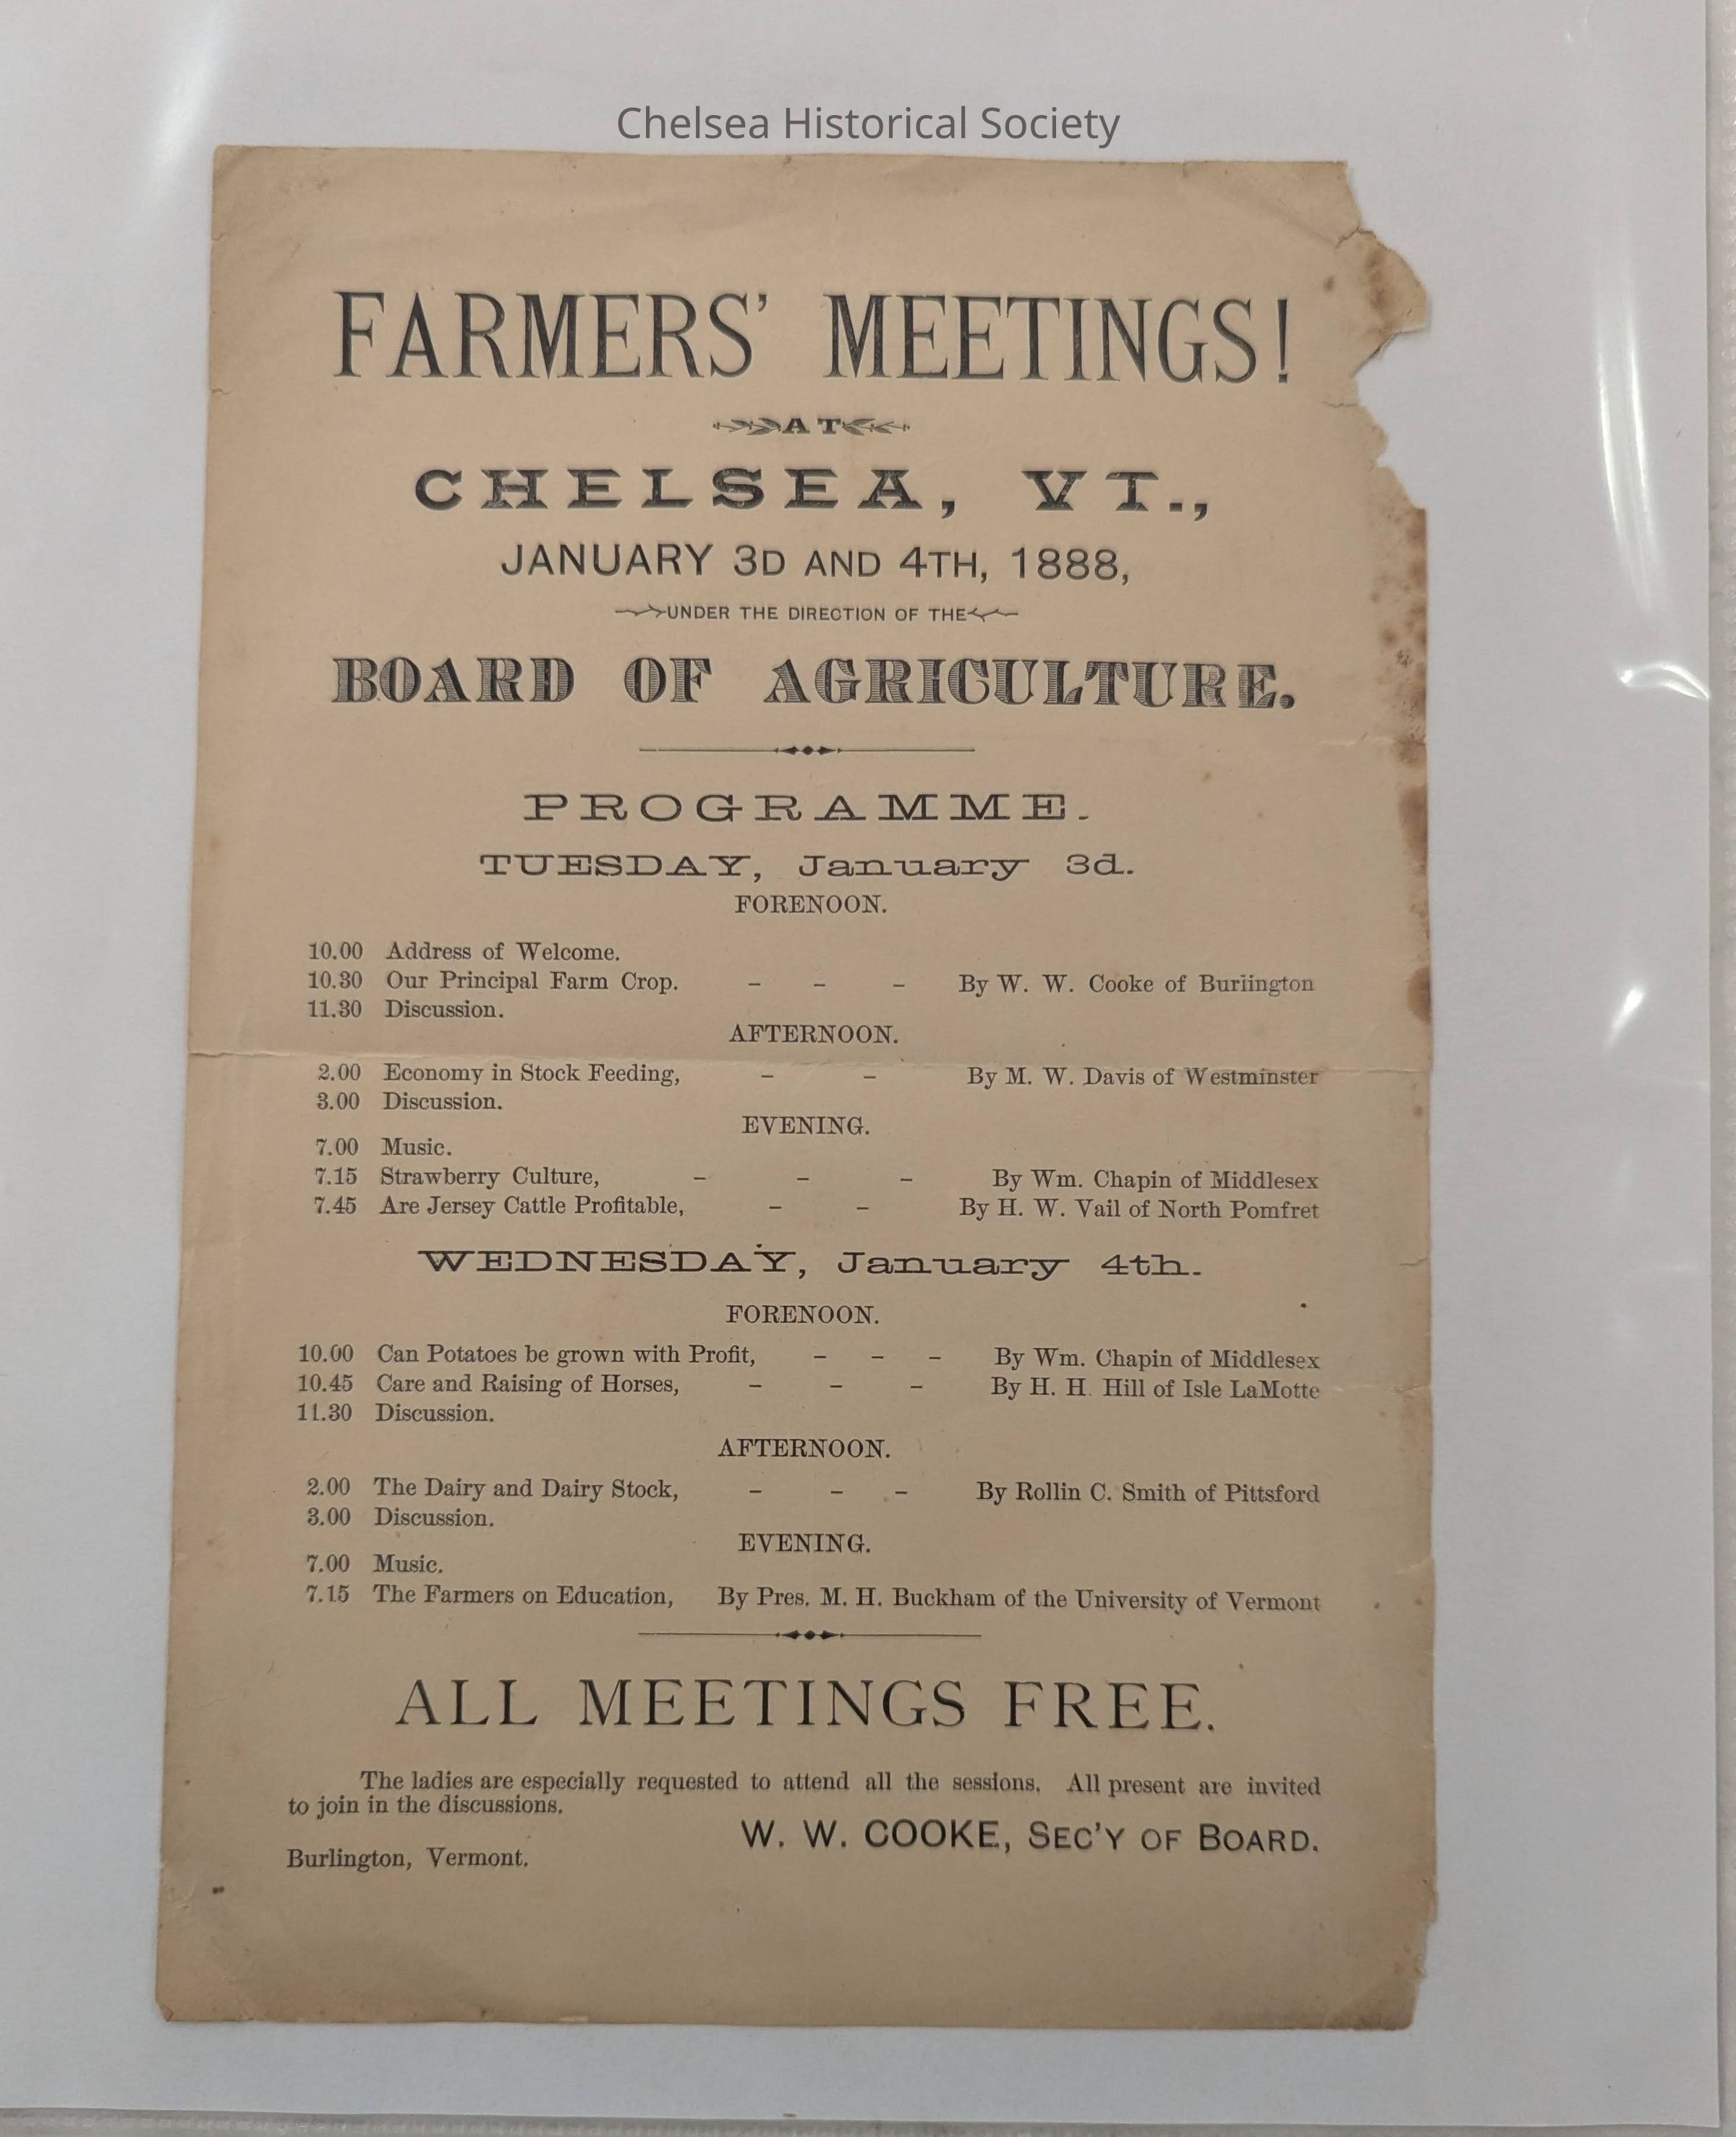 Chelsea Historical Society
FARMERS' MEETINGS!
AT
CHELSEA, VT.,
JANUARY 3D AND 4TH, 1888,
UNDER THE DIRECTION OF THE
BOARD OF AGRICULTURE.
PROGRAMME.
TUESDAY, January 3d.
FORENOON.
10.00 Address of Welcome.
10.30 Our Principal Farm Crop. - - - By W. W. Cooke of Burlington
11.30 Discussion.
AFTERNOON.
2.00 Economy in Stock Feeding, - - By M. W. Davis of Westminster
3.00 Discussion.
EVENING.
7.00 Music.
7.15 Strawberry Culture, - - - By Wm. Chapin of Middlesex
7.45 Are Jersey Cattle Profitable, - - By H. W. Vail of North Pomfret
WEDNESDAY, January 4th.
FORENOON.
10.00 Can Potatoes be grown with Profit, - - - By Wm. Chapin of Middlesex
10.45 Care and Raising of Horses, - - - By H. H. Hill of Isle LaMotte
11.30 Discussion.
AFTERNOON.
2.00 The Dairy and Dairy Stock, - - - By Rollin C. Smith of Pittsford
3.00 Discussion.
EVENING.
7.00 Music.
7.15 The Farmers on Education, By Pres. M. H. Buckham of the University of Vermont
ALL MEETINGS FREE.
The ladies are especially requested to attend all the sessions. All present are invited
to join in the discussions.
W. W. COOKE, SEC'Y OF BOARD.
Burlington, Vermont.